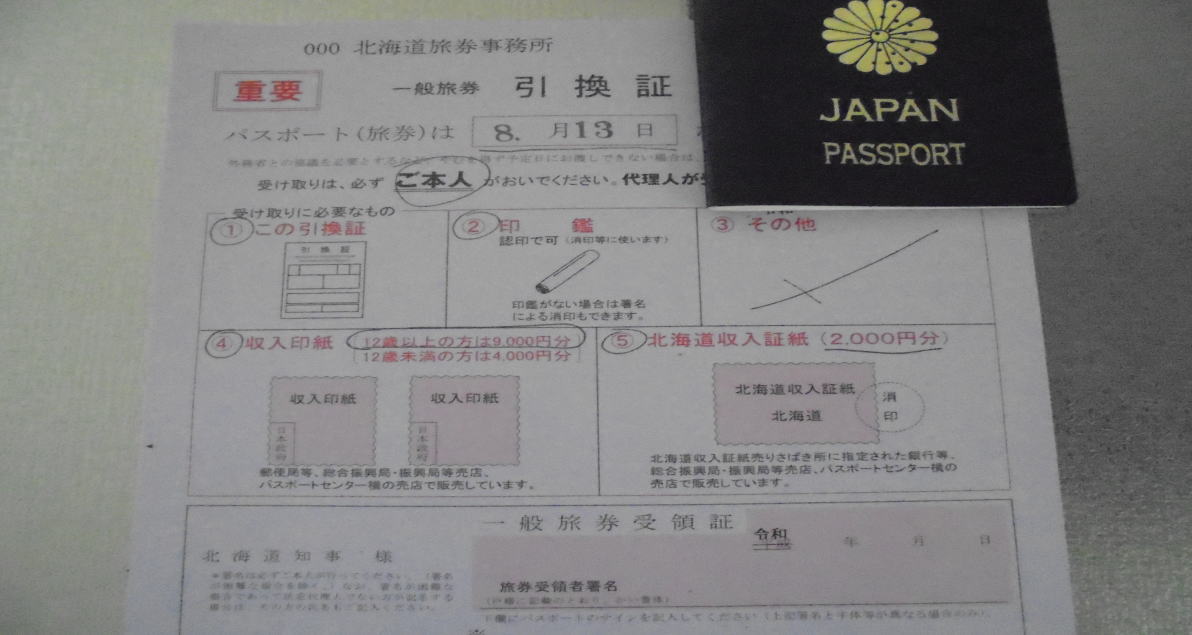 000 北海道旅券事務所
重要
一般旅券 引換証
パスポート(旅券)は 8. 月13 日
JAPAN
PASSPORT
受け取りは、必ず ご本人 がおいでください。代理人が
受け取りに必要なもの
① この引換証
引換証
② 印鑑
認印で可(消印等に使います)
印鑑がない場合は署名
による消印もできます。
③ その他
④ 収入印紙 12歳以上の方は9,000円分
12歳未満の方は4,000円分
収入印紙
日本政府
収入印紙
日本政府
郵便局等、総合振興局・振興局等売店、
パスポートセンター横の売店で販売しています。
⑤ 北海道収入証紙(2,000円分)
北海道収入証紙
北海道
消印
北海道収入証紙売りさばき所に指定された銀行等、
総合振興局・振興局等売店、パスポートセンター横の
売店で販売しています。
一般旅券受領証
令和
年 月 日
北海道知事 様
旅券受領者署名